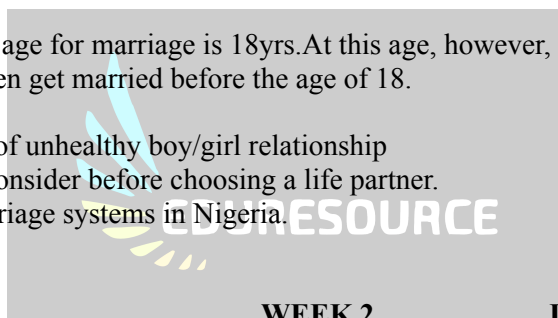 age for marriage is 18yrs.At this age, however,
en get married before the age of 18.
of unhealthy boy/girl relationship
onsider before choosing a life partner.
riage systems in Nigeria.
EDURESOURCE
WEEK 2